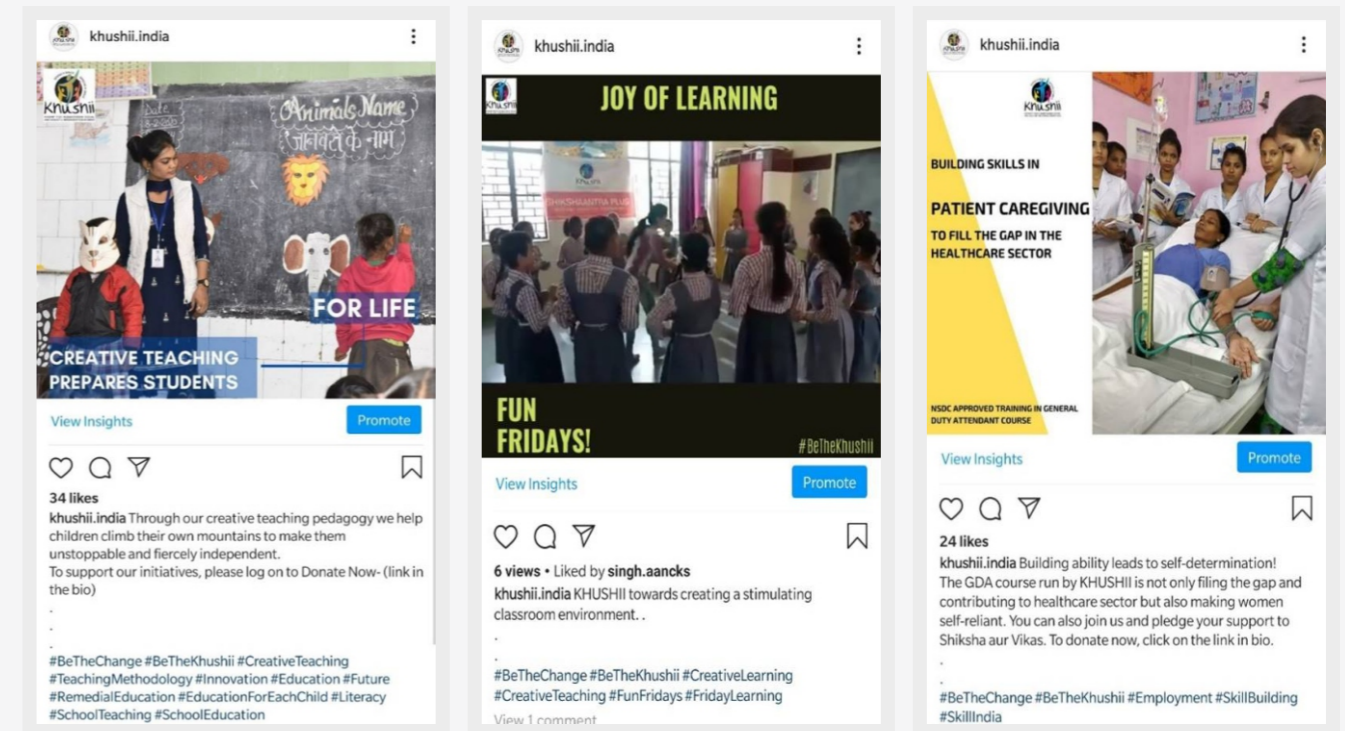 khushii.india
Khushii
Animals Name
जानवरों के नाम
FOR LIFE
CREATIVE TEACHING
PREPARES STUDENTS
View Insights
Promote
34 likes
khushii.india Through our creative teaching pedagogy we help
children climb their own mountains to make them
unstoppable and fiercely independent.
To support our initiatives, please log on to Donate Now- (link in
the bio)
.
.
.
#BeTheChange #BeTheKhushii #CreativeTeaching
#TeachingMethodology #Innovation #Education #Future
#RemedialEducation #EducationForEachChild #Literacy
#SchoolTeaching #SchoolEducation
khushii.india
Khushii
JOY OF LEARNING
SHIKSHAANTRA PLUS
FUN
FRIDAYS!
#BeTheKhushii
View Insights
Promote
6 views • Liked by singh.aancks
khushii.india KHUSHII towards creating a stimulating
classroom environment. .
.
.
#BeTheChange #BeTheKhushii #CreativeLearning
#CreativeTeaching #FunFridays #FridayLearning
View 1 comment
khushii.india
Khushii
BUILDING SKILLS IN
PATIENT CAREGIVING
TO FILL THE GAP IN THE
HEALTHCARE SECTOR
NSDC APPROVED TRAINING IN GENERAL
DUTY ATTENDANT COURSE
View Insights
Promote
24 likes
khushii.india Building ability leads to self-determination!
The GDA course run by KHUSHII is not only filing the gap and
contributing to healthcare sector but also making women
self-reliant. You can also join us and pledge your support to
Shiksha aur Vikas. To donate now, click on the link in bio.
.
.
#BeTheChange #BeTheKhushii #Employment #SkillBuilding
#SkillIndia